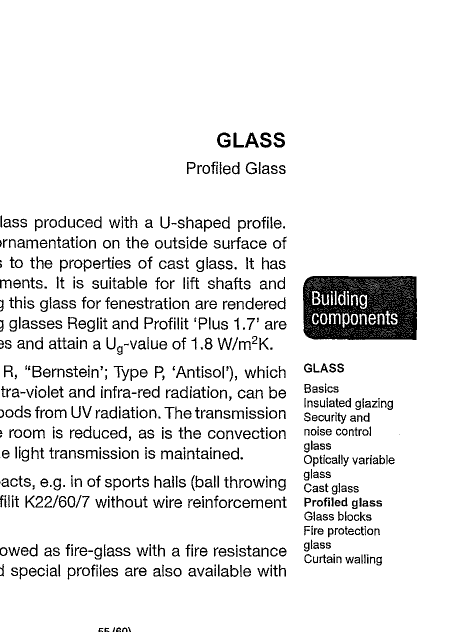 GLASS
Profiled Glass
lass produced with a U-shaped profile.
ornamentation on the outside surface of
s to the properties of cast glass. It has
ments. It is suitable for lift shafts and
g this glass for fenestration are rendered
g glasses Reglit and Profilit 'Plus 1.7' are
es and attain a Ug-value of 1.8 W/m²K.
R, "Bernstein'; Type P, 'Antisol'), which
tra-violet and infra-red radiation, can be
oods from UV radiation. The transmission
e room is reduced, as is the convection
e light transmission is maintained.
acts, e.g. in of sports halls (ball throwing
filit K22/60/7 without wire reinforcement
owed as fire-glass with a fire resistance
d special profiles are also available with
Building
components
GLASS
Basics
Insulated glazing
Security and
noise control
glass
Optically variable
glass
Cast glass
Profiled glass
Glass blocks
Fire protection
glass
Curtain walling